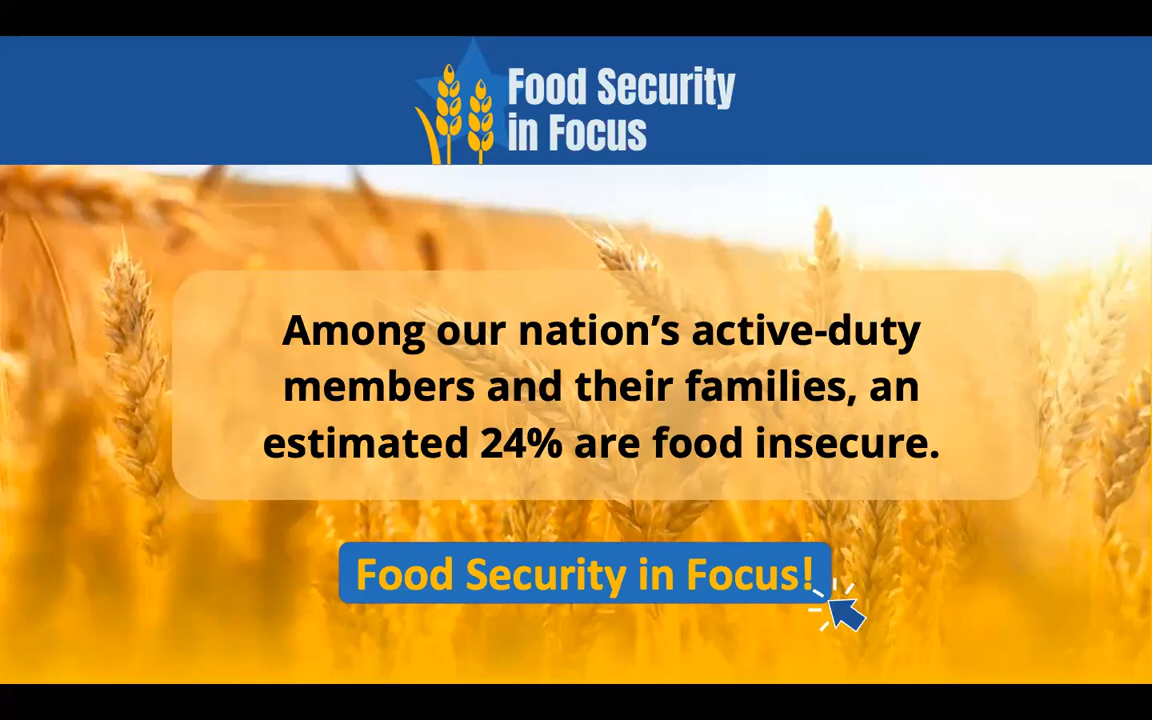 Food Security
in Focus
Among our nation’s active-duty
members and their families, an
estimated 24% are food insecure.
Food Security in Focus!